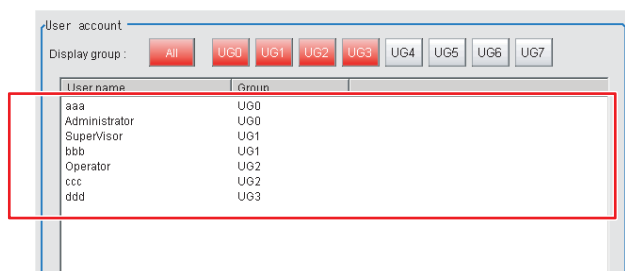 User account
Display group : All UG0 UG1 UG2 UG3 UG4 UG5 UG6 UG7
User name Group
aaa UG0
Administrator UG0
SuperVisor UG1
bbb UG1
Operator UG2
ccc UG2
ddd UG3